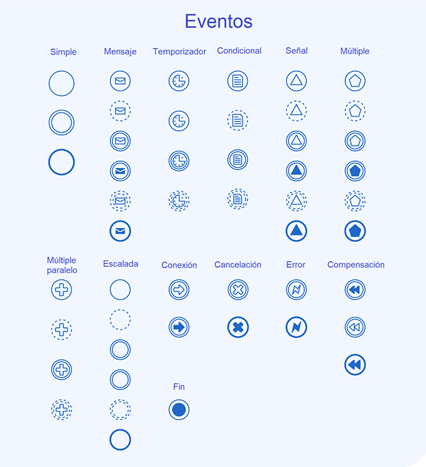 Eventos
Simple
Mensaje
Temporizador
Condicional
Señal
Múltiple
Múltiple
paralelo
Escalada
Conexión
Cancelación
Error
Compensación
Fin